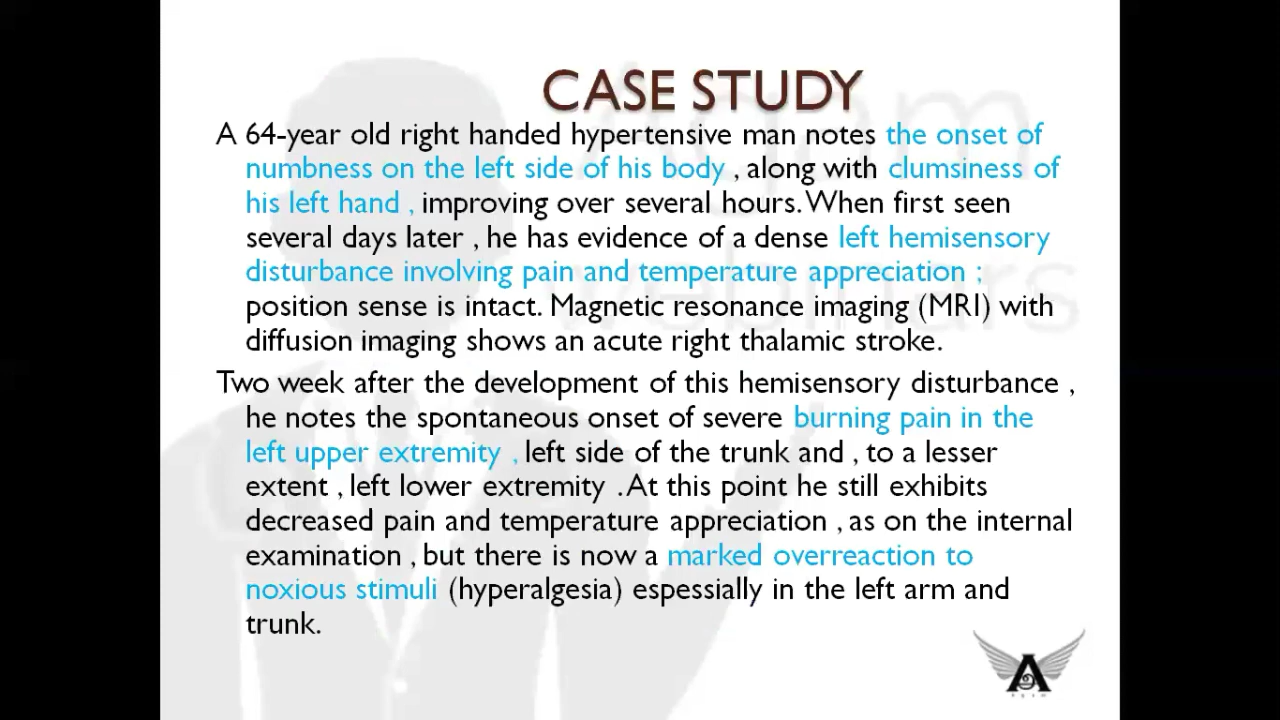 CASE STUDY
A 64-year old right handed hypertensive man notes the onset of
numbness on the left side of his body , along with clumsiness of
his left hand , improving over several hours. When first seen
several days later , he has evidence of a dense left hemisensory
disturbance involving pain and temperature appreciation ;
position sense is intact. Magnetic resonance imaging (MRI) with
diffusion imaging shows an acute right thalamic stroke.
Two week after the development of this hemisensory disturbance ,
he notes the spontaneous onset of severe burning pain in the
left upper extremity , left side of the trunk and , to a lesser
extent , left lower extremity . At this point he still exhibits
decreased pain and temperature appreciation , as on the internal
examination , but there is now a marked overreaction to
noxious stimuli (hyperalgesia) espessially in the left arm and
trunk.